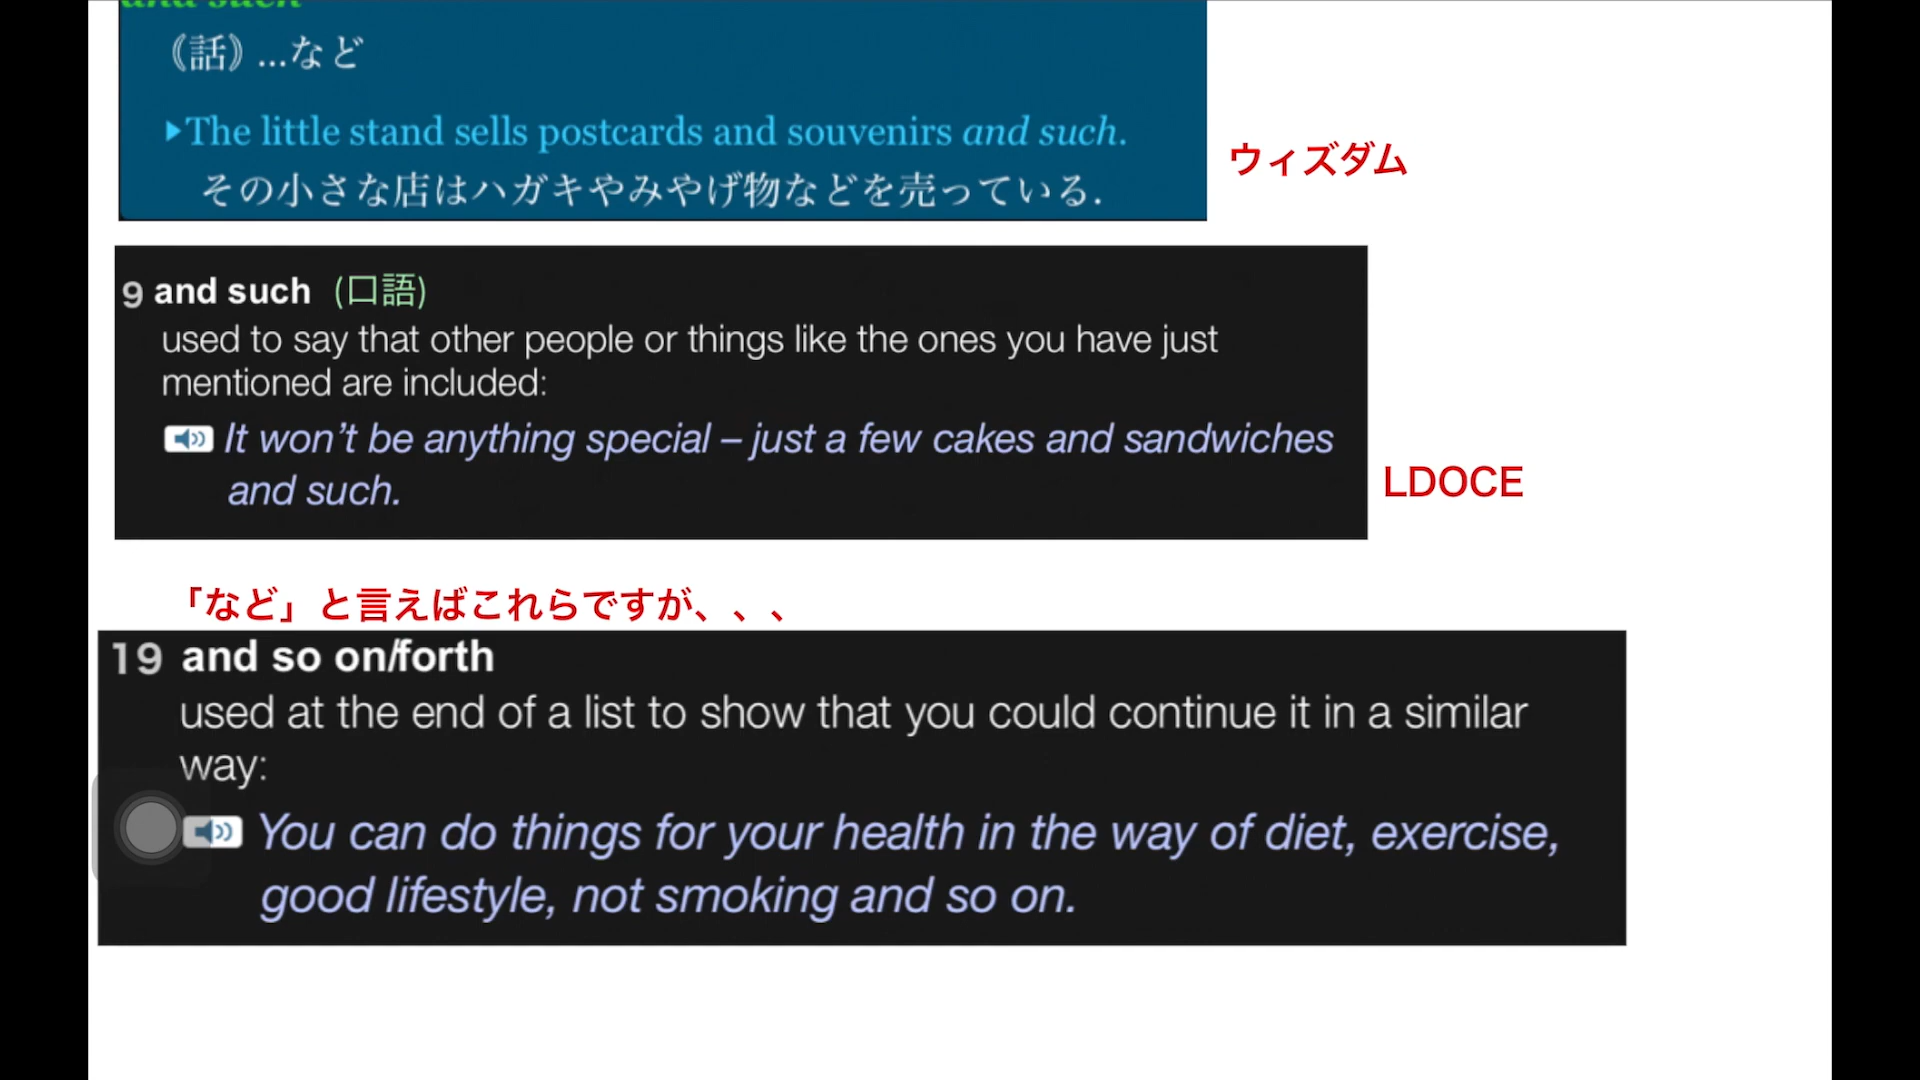 and such
《話》...など
▶The little stand sells postcards and souvenirs and such.
その小さな店はハガキやみやげ物などを売っている.
ウィズダム
9 and such (口語)
used to say that other people or things like the ones you have just
mentioned are included:
It won't be anything special – just a few cakes and sandwiches
and such.
LDOCE
「など」と言えばこれらですが、、、
19 and so on/forth
used at the end of a list to show that you could continue it in a similar
way:
You can do things for your health in the way of diet, exercise,
good lifestyle, not smoking and so on.